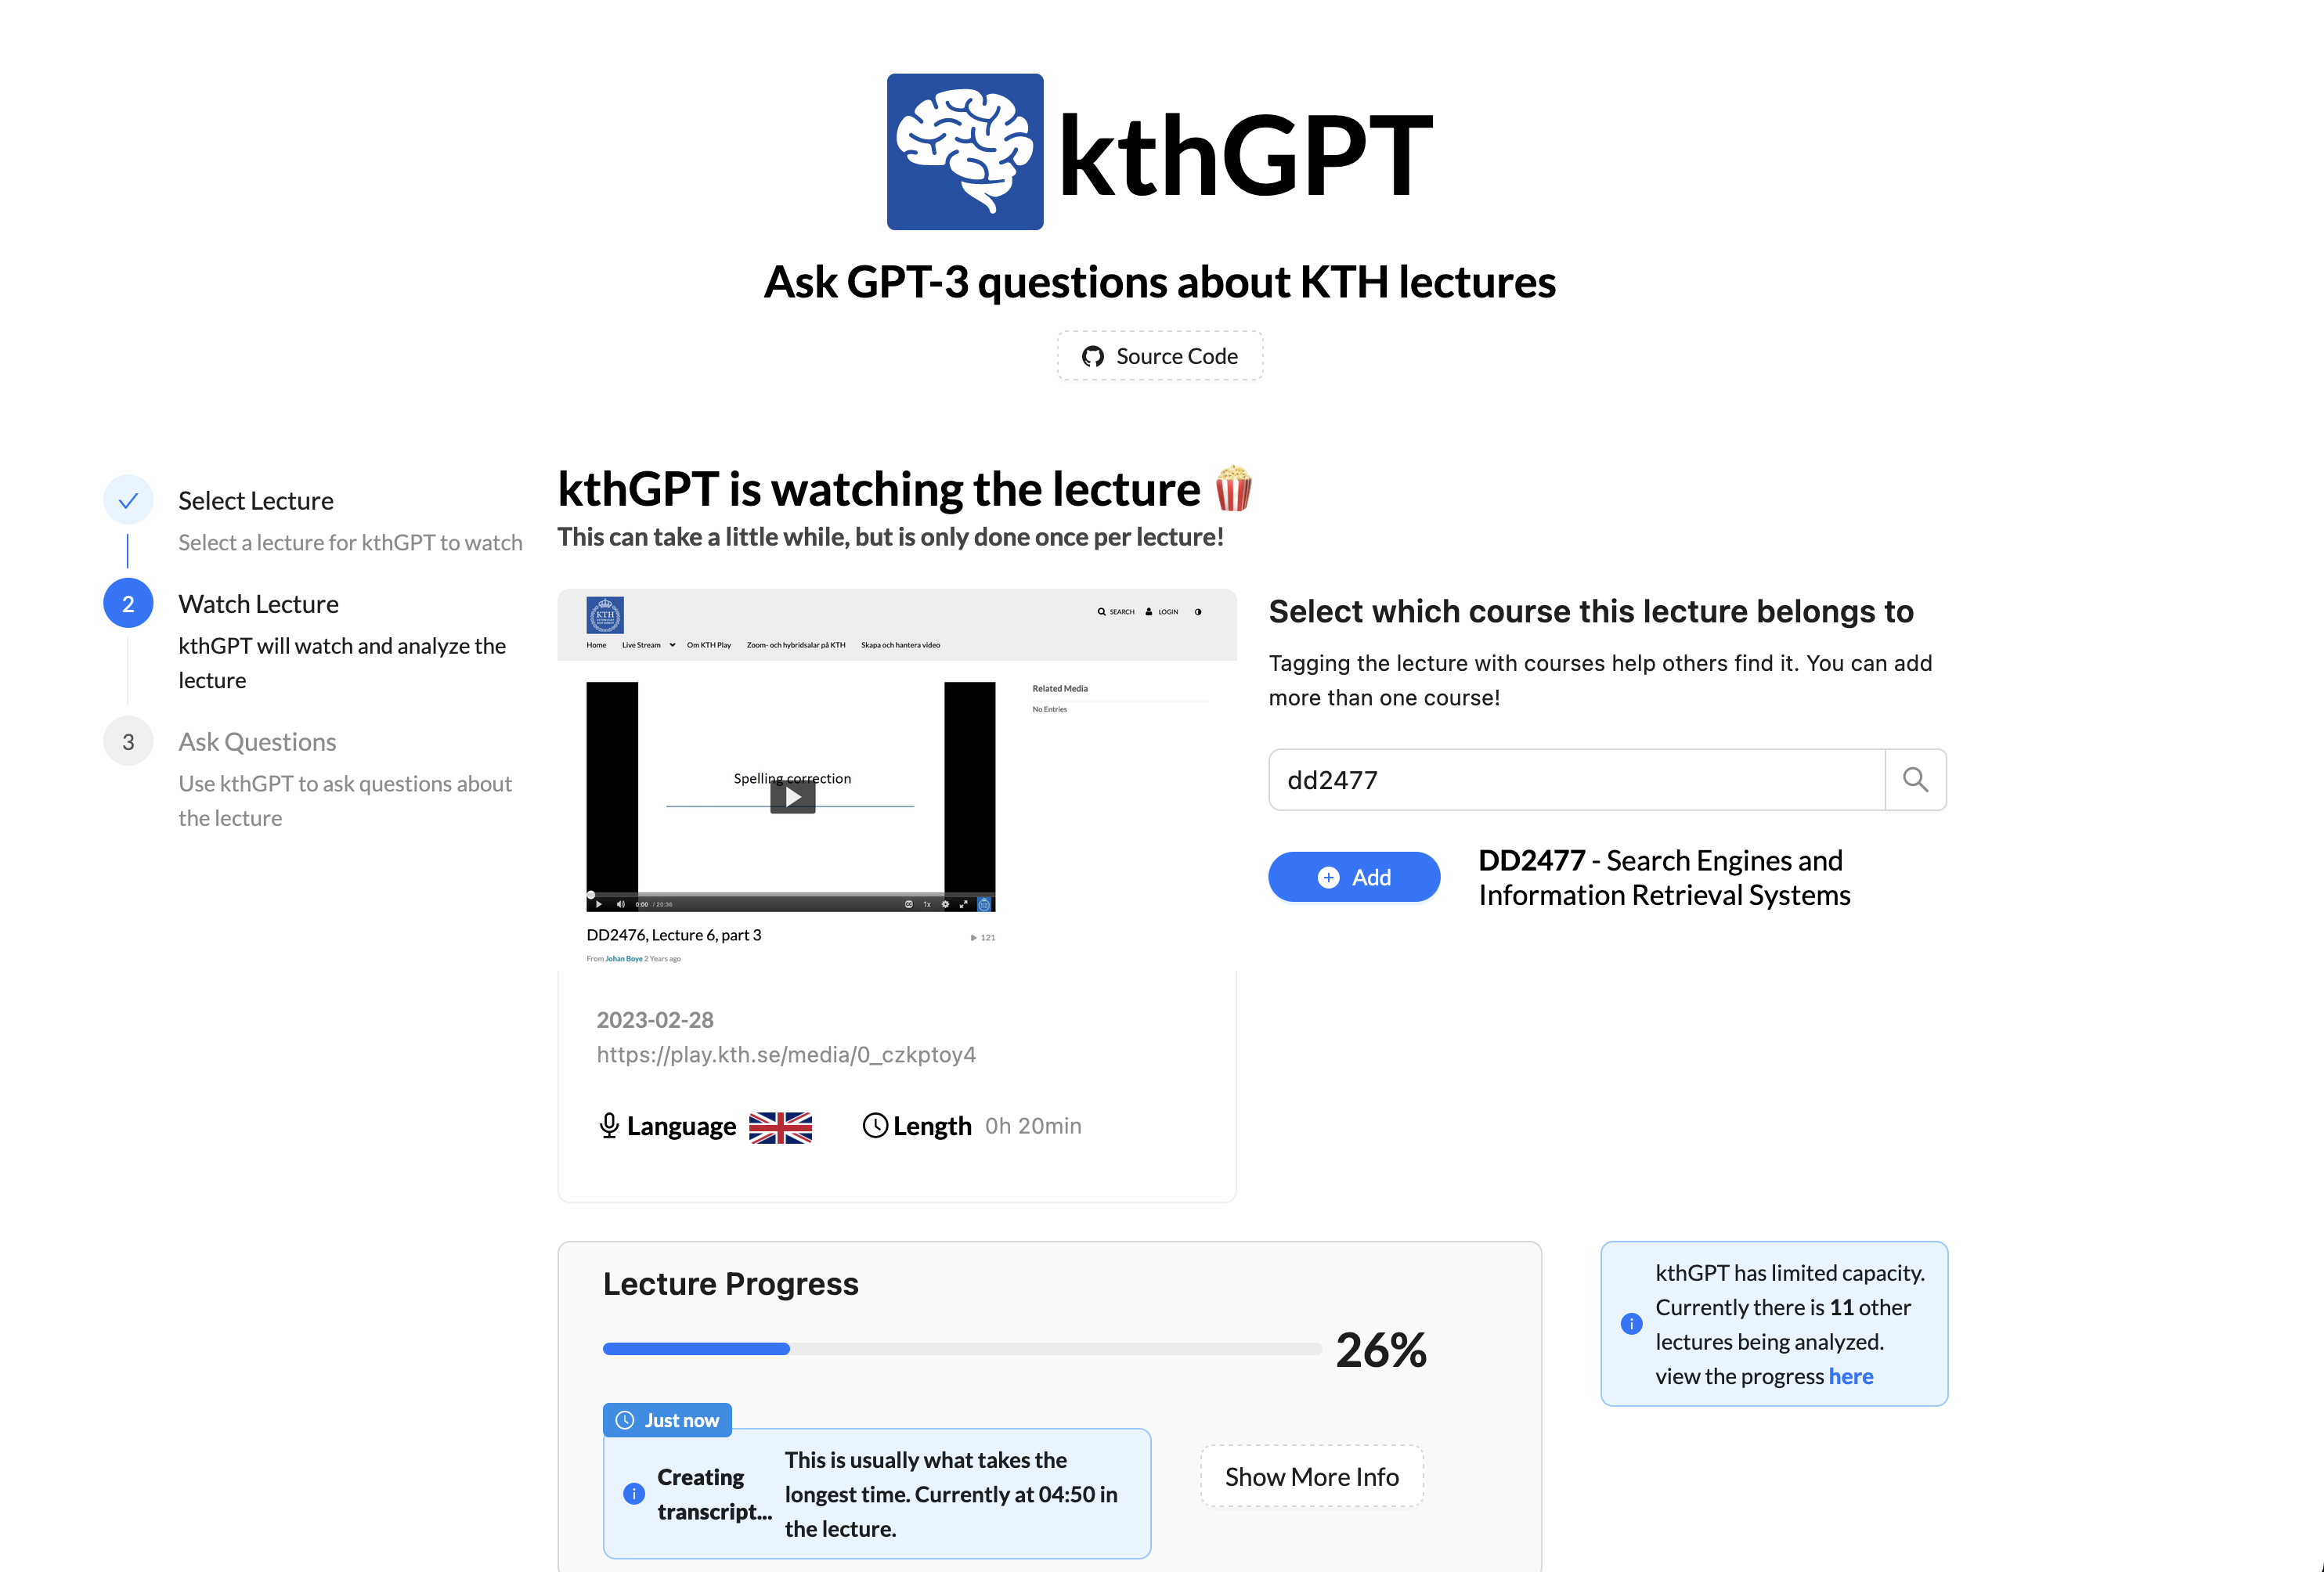 kthGPT
Ask GPT-3 questions about KTH lectures
Source Code
Select Lecture
Select a lecture for kthGPT to watch
2
Watch Lecture
kthGPT will watch and analyze the
lecture
3
Ask Questions
Use kthGPT to ask questions about
the lecture
kthGPT is watching the lecture 🍿
This can take a little while, but is only done once per lecture!
KTH
SEARCH LOGIN
Home Live Stream Om KTH Play Zoom- och hybridsalar på KTH Skapa och hantera video
Spelling correction
0:00 / 20:36 1x
Related Media
No Entries
DD2476, Lecture 6, part 3
121
From Johan Boye 2 Years ago
2023-02-28
https://play.kth.se/media/0_czkptoy4
Language
Length 0h 20min
Select which course this lecture belongs to
Tagging the lecture with courses help others find it. You can add
more than one course!
dd2477
Add
DD2477 - Search Engines and
Information Retrieval Systems
Lecture Progress
26%
Just now
Creating
transcript...
This is usually what takes the
longest time. Currently at 04:50 in
the lecture.
Show More Info
kthGPT has limited capacity.
Currently there is 11 other
lectures being analyzed.
view the progress here